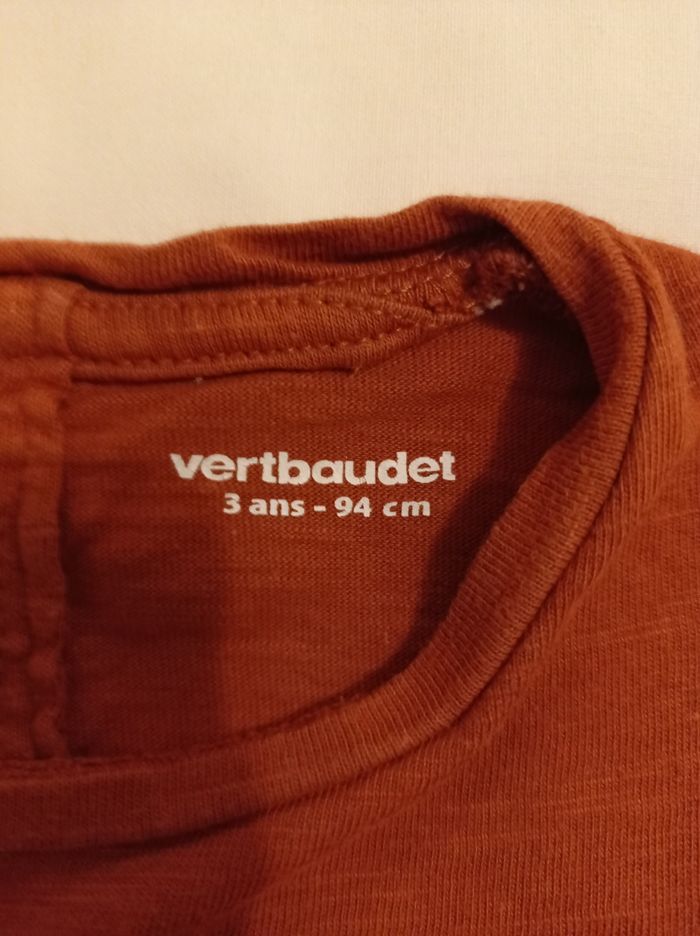 vertbaudet
3 ans - 94 cm